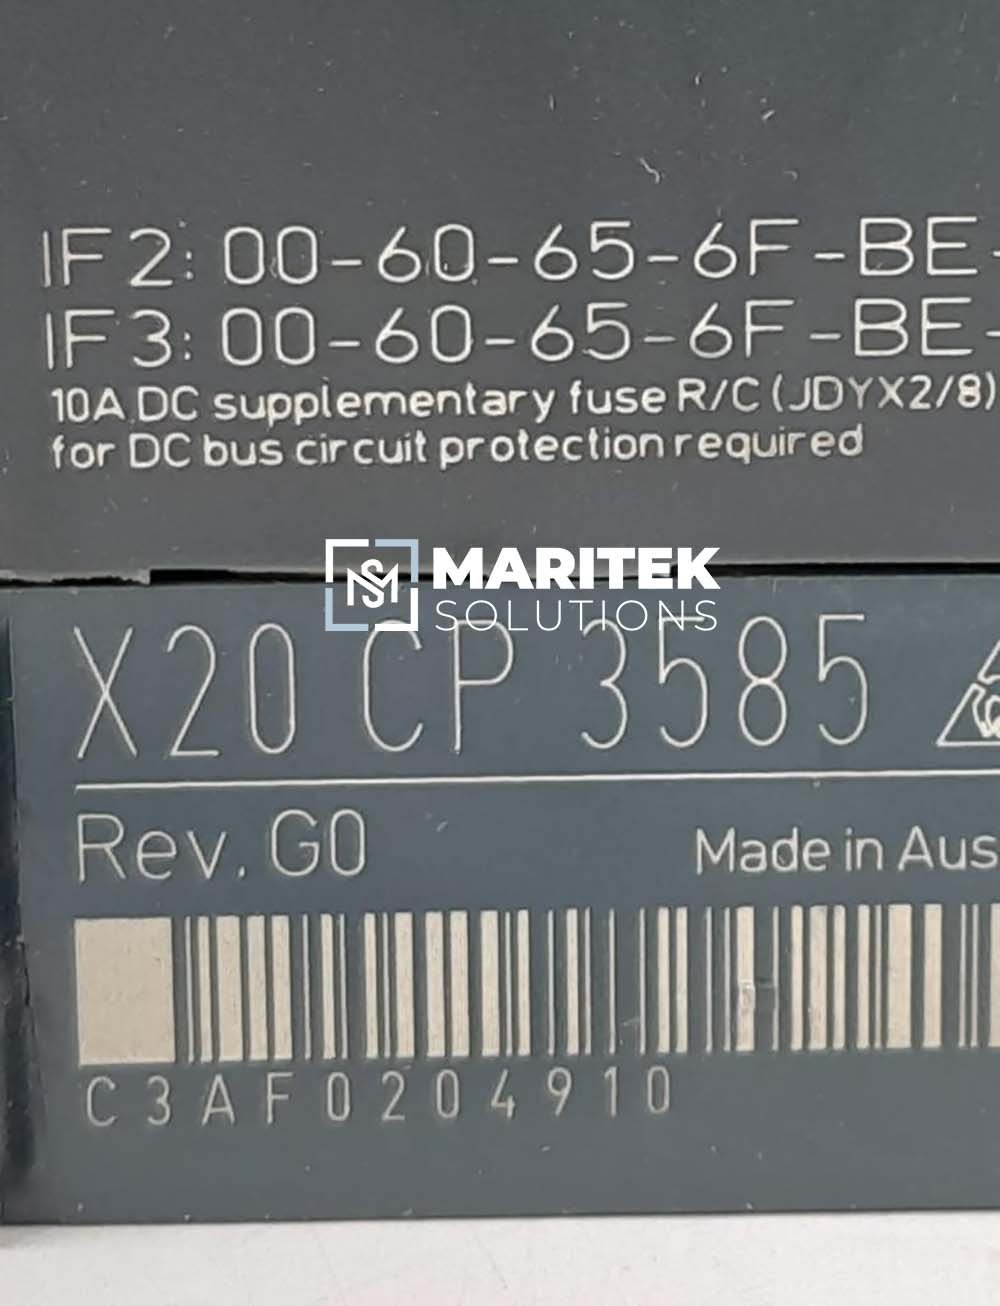 IF2: 00-60-65-6F-BE-
IF3: 00-60-65-6F-BE-
10A DC supplementary fuse R/C (JDYX2/8)
for DC bus circuit protection required
MARITEK
SOLUTIONS
X20 CP 3585
Rev. G0
Made in Aus
C3AF0204910